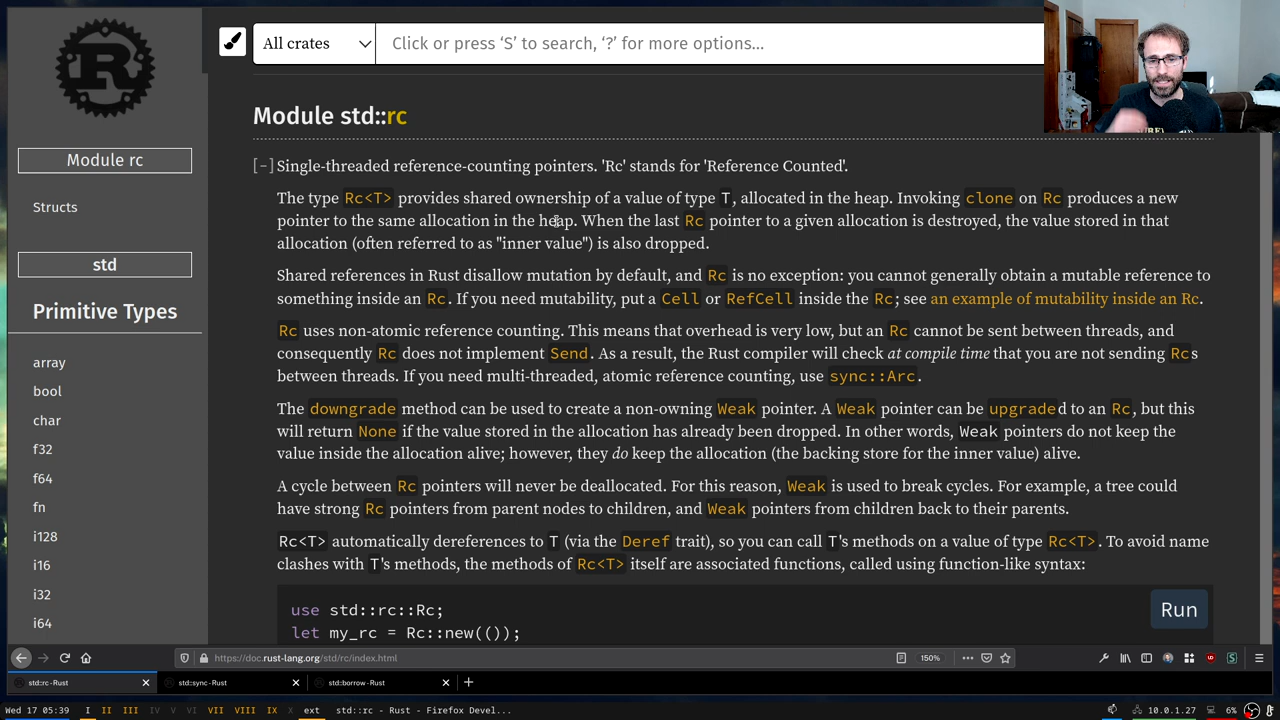 All crates
Click or press ‘S’ to search, ‘?’ for more options…
Module std::rc
[-] Single-threaded reference-counting pointers. 'Rc' stands for 'Reference Counted'.
The type Rc<T> provides shared ownership of a value of type T, allocated in the heap. Invoking clone on Rc produces a new
pointer to the same allocation in the heap. When the last Rc pointer to a given allocation is destroyed, the value stored in that
allocation (often referred to as "inner value") is also dropped.
Shared references in Rust disallow mutation by default, and Rc is no exception: you cannot generally obtain a mutable reference to
something inside an Rc. If you need mutability, put a Cell or RefCell inside the Rc; see an example of mutability inside an Rc.
Rc uses non-atomic reference counting. This means that overhead is very low, but an Rc cannot be sent between threads, and
consequently Rc does not implement Send. As a result, the Rust compiler will check at compile time that you are not sending Rcs
between threads. If you need multi-threaded, atomic reference counting, use sync::Arc.
The downgrade method can be used to create a non-owning Weak pointer. A Weak pointer can be upgraded to an Rc, but this
will return None if the value stored in the allocation has already been dropped. In other words, Weak pointers do not keep the
value inside the allocation alive; however, they do keep the allocation (the backing store for the inner value) alive.
A cycle between Rc pointers will never be deallocated. For this reason, Weak is used to break cycles. For example, a tree could
have strong Rc pointers from parent nodes to children, and Weak pointers from children back to their parents.
Rc<T> automatically dereferences to T (via the Deref trait), so you can call T's methods on a value of type Rc<T>. To avoid name
clashes with T's methods, the methods of Rc<T> itself are associated functions, called using function-like syntax:
use std::rc::Rc;
let my_rc = Rc::new(());
Run
R
Module rc
Structs
std
Primitive Types
array
bool
char
f32
f64
fn
i128
i16
i32
i64
https://doc.rust-lang.org/std/rc/index.html
150%
std::rc - Rust
std::sync - Rust
std::borrow - Rust
Wed 17 05:39
I II III IV V VI VII VIII IX X ext
std::rc - Rust - Firefox Devel...
10.0.1.27
6%